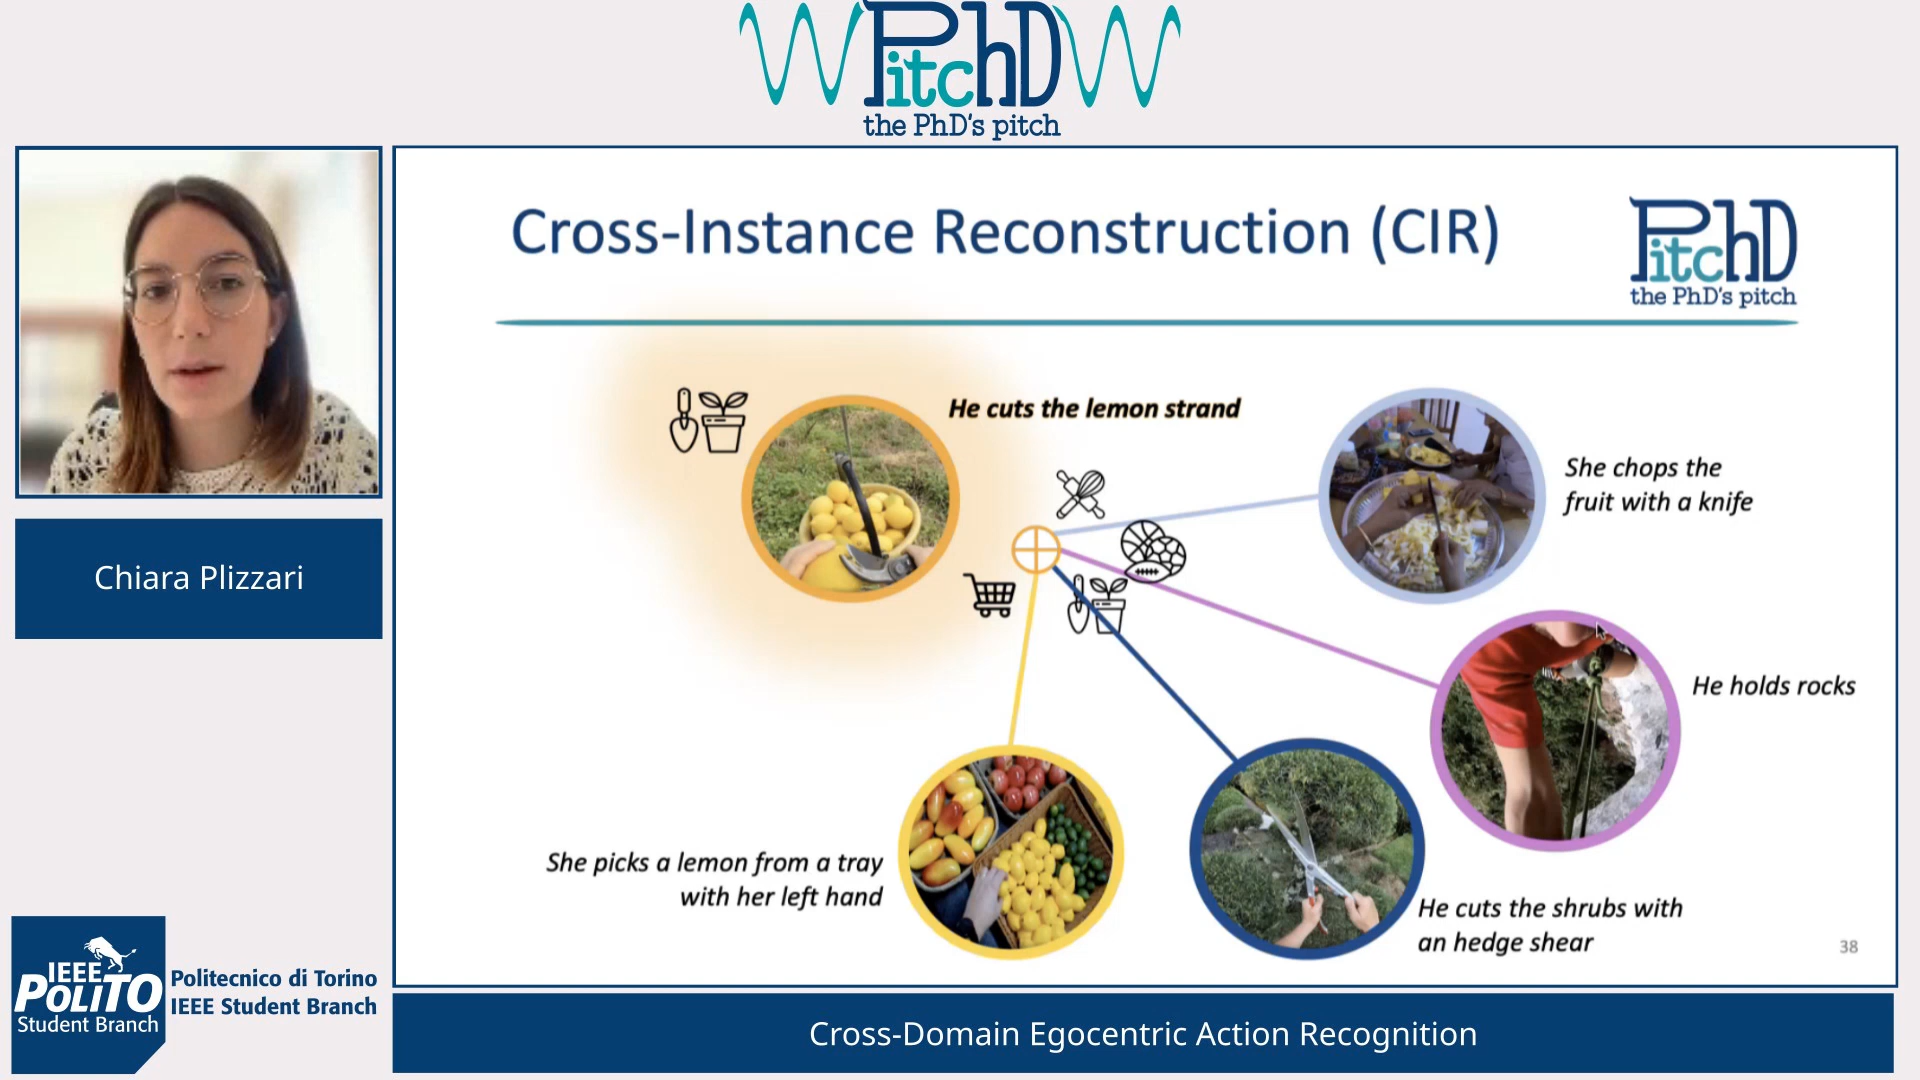 W PitchD W
the PhD's pitch
Cross-Instance Reconstruction (CIR)
PitchD
the PhD's pitch
He cuts the lemon strand
She chops the
fruit with a knife
He holds rocks
She picks a lemon from a tray
with her left hand
He cuts the shrubs with
an hedge shear
38
Chiara Plizzari
IEEE
POLITO
Student Branch
Politecnico di Torino
IEEE Student Branch
Cross-Domain Egocentric Action Recognition